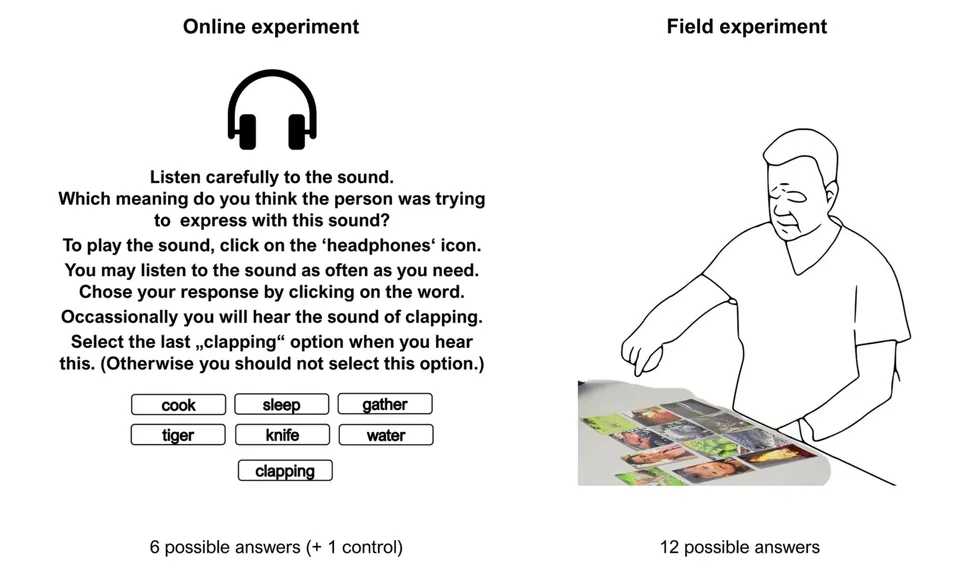 Online experiment
Field experiment
Listen carefully to the sound.
Which meaning do you think the person was trying
to express with this sound?
To play the sound, click on the ‘headphones‘ icon.
You may listen to the sound as often as you need.
Chose your response by clicking on the word.
Occassionally you will hear the sound of clapping.
Select the last „clapping“ option when you hear
this. (Otherwise you should not select this option.)
cook sleep gather
tiger knife water
clapping
6 possible answers (+ 1 control)
12 possible answers